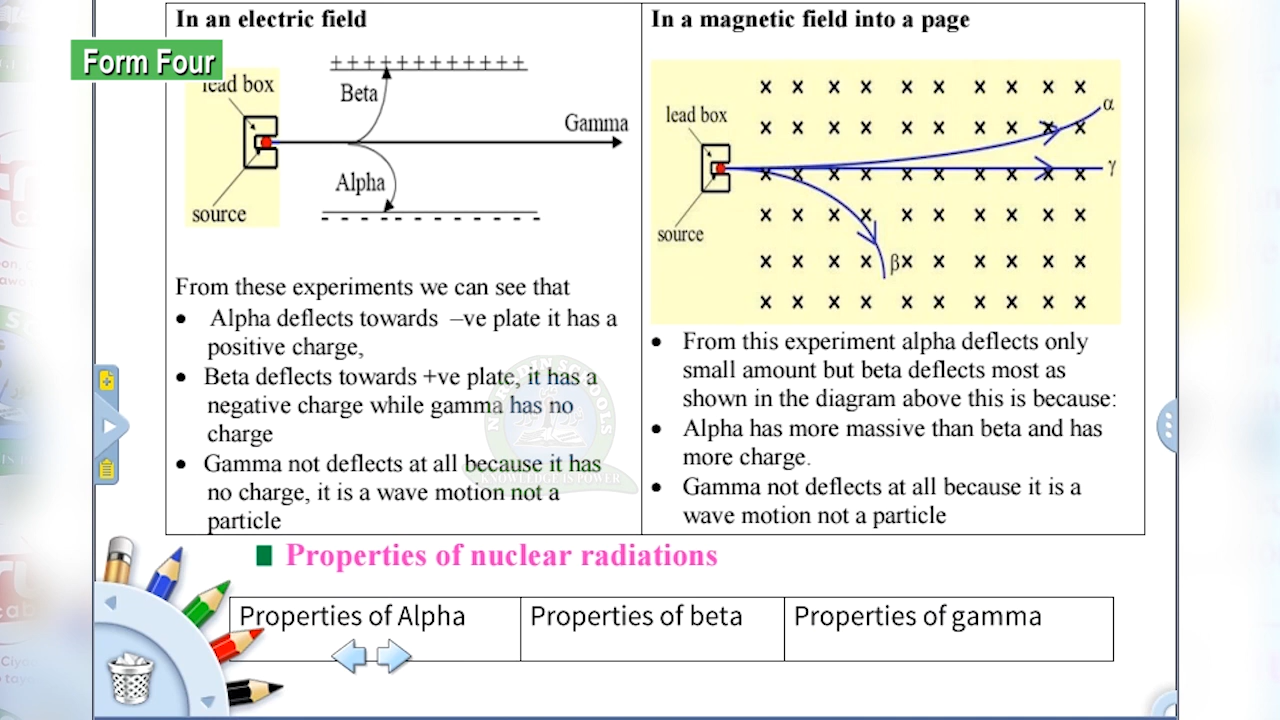 Form Four
In an electric field
+++++++++++++
lead box
Beta
Gamma
Alpha
source
- - - - - - - - - - - -
From these experiments we can see that
• Alpha deflects towards –ve plate it has a
positive charge,
• Beta deflects towards +ve plate, it has a
negative charge while gamma has no
charge
• Gamma not deflects at all because it has
no charge, it is a wave motion not a
particle
In a magnetic field into a page
x x x x x x x x x x
α
lead box
x x x x x x x x x x
γ
x x x x x x x x x x
x x x x x x x x x x
source
x x x x βx x x x x x
x x x x x x x x x x
• From this experiment alpha deflects only
small amount but beta deflects most as
shown in the diagram above this is because:
• Alpha has more massive than beta and has
more charge.
• Gamma not deflects at all because it is a
wave motion not a particle
KNOWLEDGE IS POWER
Properties of nuclear radiations
Properties of Alpha
Properties of beta
Properties of gamma